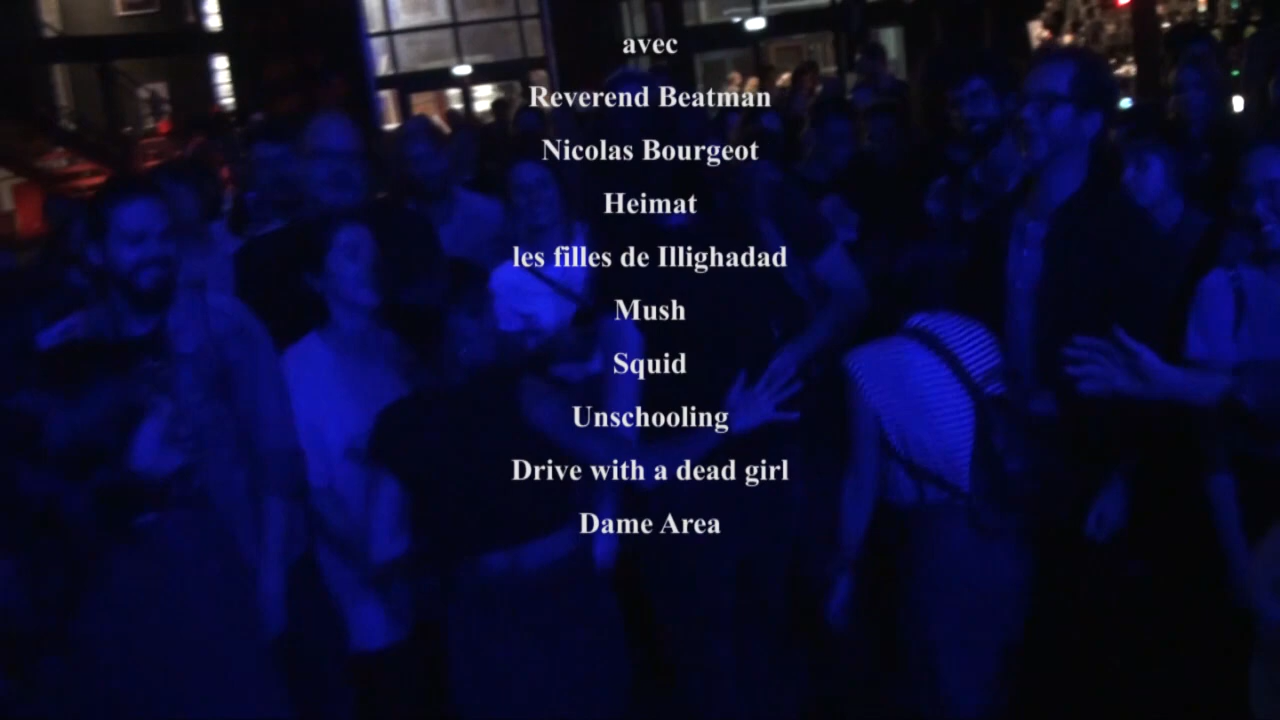 avec
Reverend Beatman
Nicolas Bourgeot
Heimat
les filles de Illighadad
Mush
Squid
Unschooling
Drive with a dead girl
Dame Area